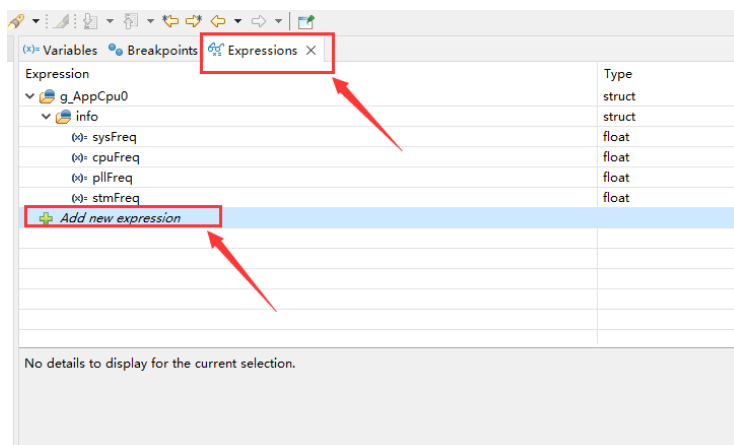 (x)= Variables Breakpoints Expressions
Expression Type
g_AppCpu0 struct
info struct
(x)= sysFreq float
(x)= cpuFreq float
(x)= pllFreq float
(x)= stmFreq float
Add new expression
No details to display for the current selection.